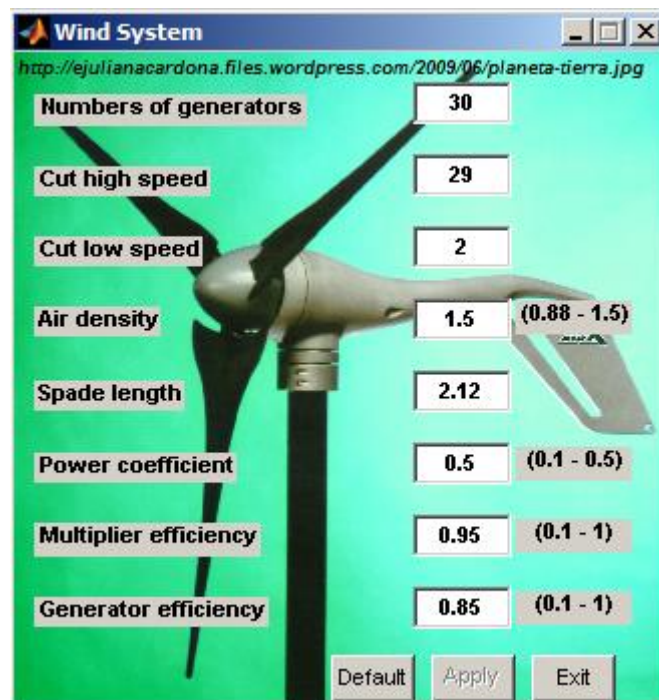 Wind System
http://ejulianacardona.files.wordpress.com/2009/06/planeta-tierra.jpg
Numbers of generators 30
Cut high speed 29
Cut low speed 2
Air density 1.5 (0.88 - 1.5)
Spade length 2.12
Power coefficient 0.5 (0.1 - 0.5)
Multiplier efficiency 0.95 (0.1 - 1)
Generator efficiency 0.85 (0.1 - 1)
Default Apply Exit